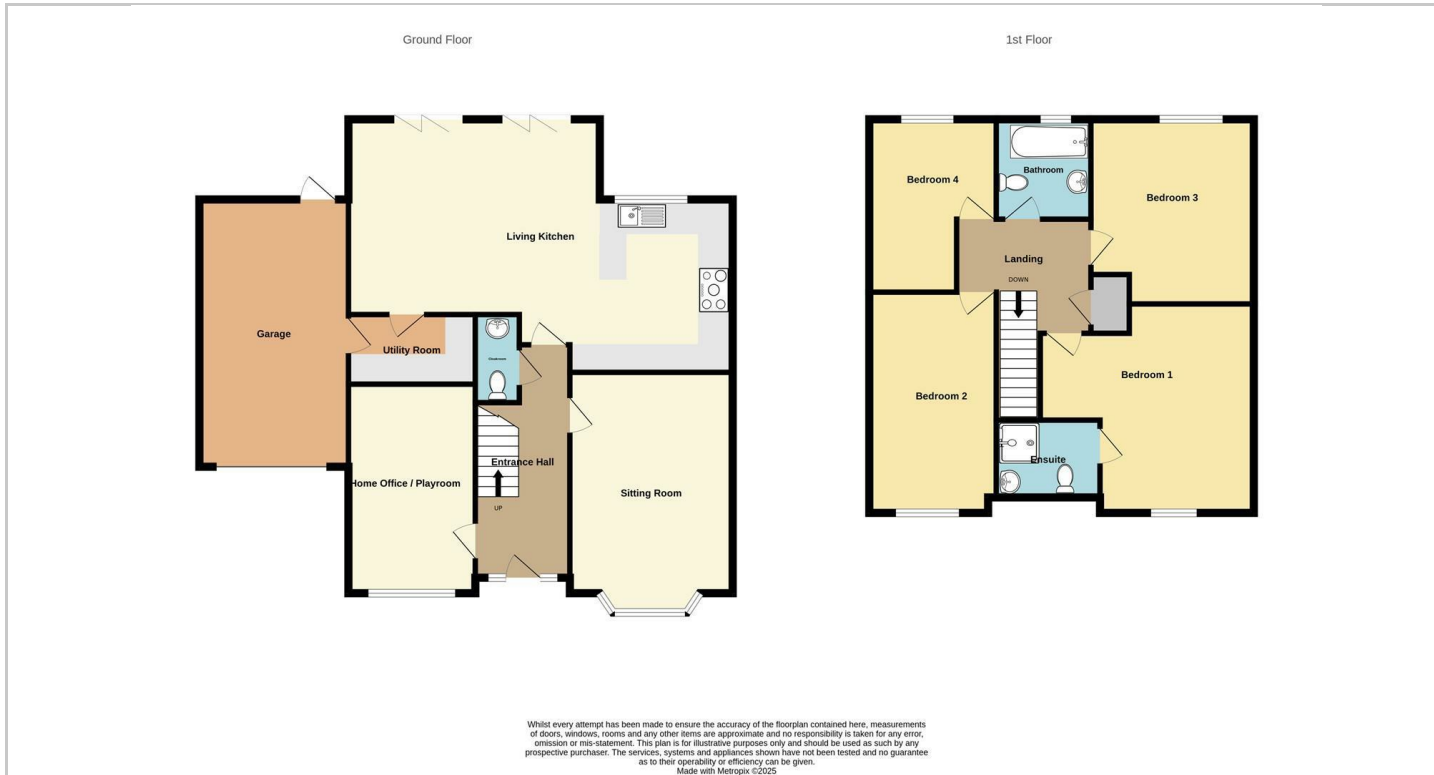 Ground Floor
1st Floor
Living Kitchen
Garage
Utility Room
Cloakroom
Entrance Hall
Home Office / Playroom
Sitting Room
UP
Bedroom 4
Bathroom
Bedroom 3
Landing
DOWN
Bedroom 1
Bedroom 2
Ensuite
Whilst every attempt has been made to ensure the accuracy of the floorplan contained here, measurements
of doors, windows, rooms and any other items are approximate and no responsibility is taken for any error,
omission or mis-statement. This plan is for illustrative purposes only and should be used as such by any
prospective purchaser. The services, systems and appliances shown have not been tested and no guarantee
as to their operability or efficiency can be given.
Made with Metropix ©2025